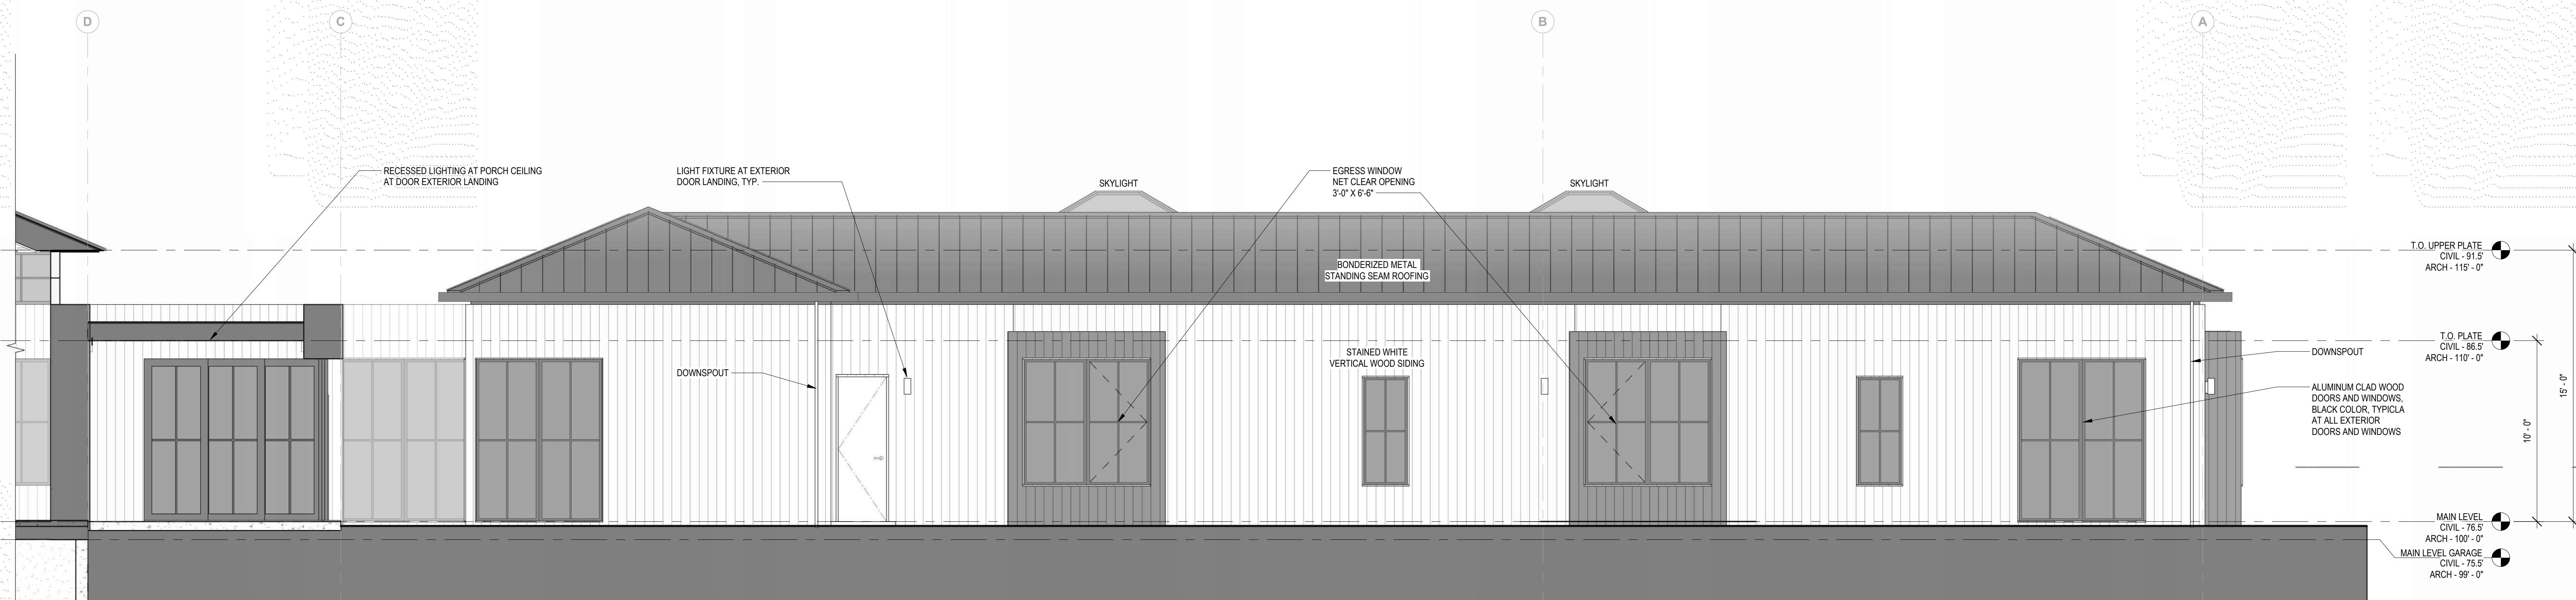 D
C
B
A
RECESSED LIGHTING AT PORCH CEILING
AT DOOR EXTERIOR LANDING
LIGHT FIXTURE AT EXTERIOR
DOOR LANDING, TYP.
SKYLIGHT
EGRESS WINDOW
NET CLEAR OPENING
3'-0" X 6'-6"
SKYLIGHT
BONDERIZED METAL
STANDING SEAM ROOFING
T.O. UPPER PLATE
CIVIL - 91.5'
ARCH - 115' - 0"
T.O. PLATE
CIVIL - 86.5'
ARCH - 110' - 0"
STAINED WHITE
VERTICAL WOOD SIDING
DOWNSPOUT
DOWNSPOUT
ALUMINUM CLAD WOOD
DOORS AND WINDOWS,
BLACK COLOR, TYPICLA
AT ALL EXTERIOR
DOORS AND WINDOWS
10' - 0"
15' - 0"
MAIN LEVEL
CIVIL - 76.5'
ARCH - 100' - 0"
MAIN LEVEL GARAGE
CIVIL - 75.5'
ARCH - 99' - 0"